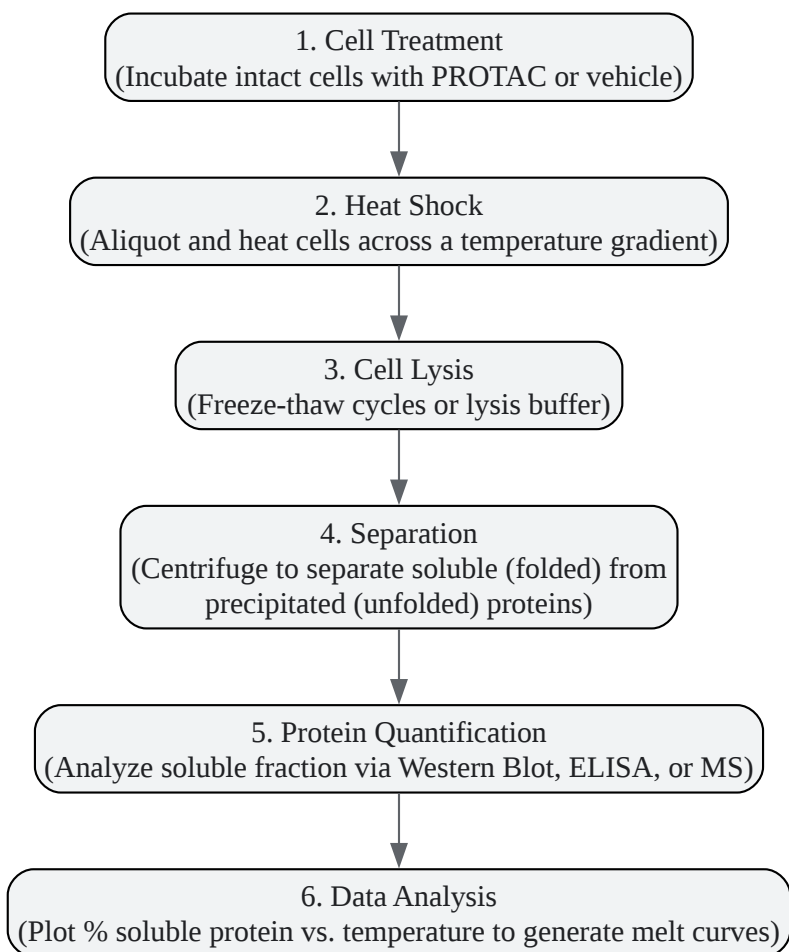 1. Cell Treatment
(Incubate intact cells with PROTAC or vehicle)
2. Heat Shock
(Aliquot and heat cells across a temperature gradient)
3. Cell Lysis
(Freeze-thaw cycles or lysis buffer)
4. Separation
(Centrifuge to separate soluble (folded) from
precipitated (unfolded) proteins)
5. Protein Quantification
(Analyze soluble fraction via Western Blot, ELISA, or MS)
6. Data Analysis
(Plot % soluble protein vs. temperature to generate melt curves)